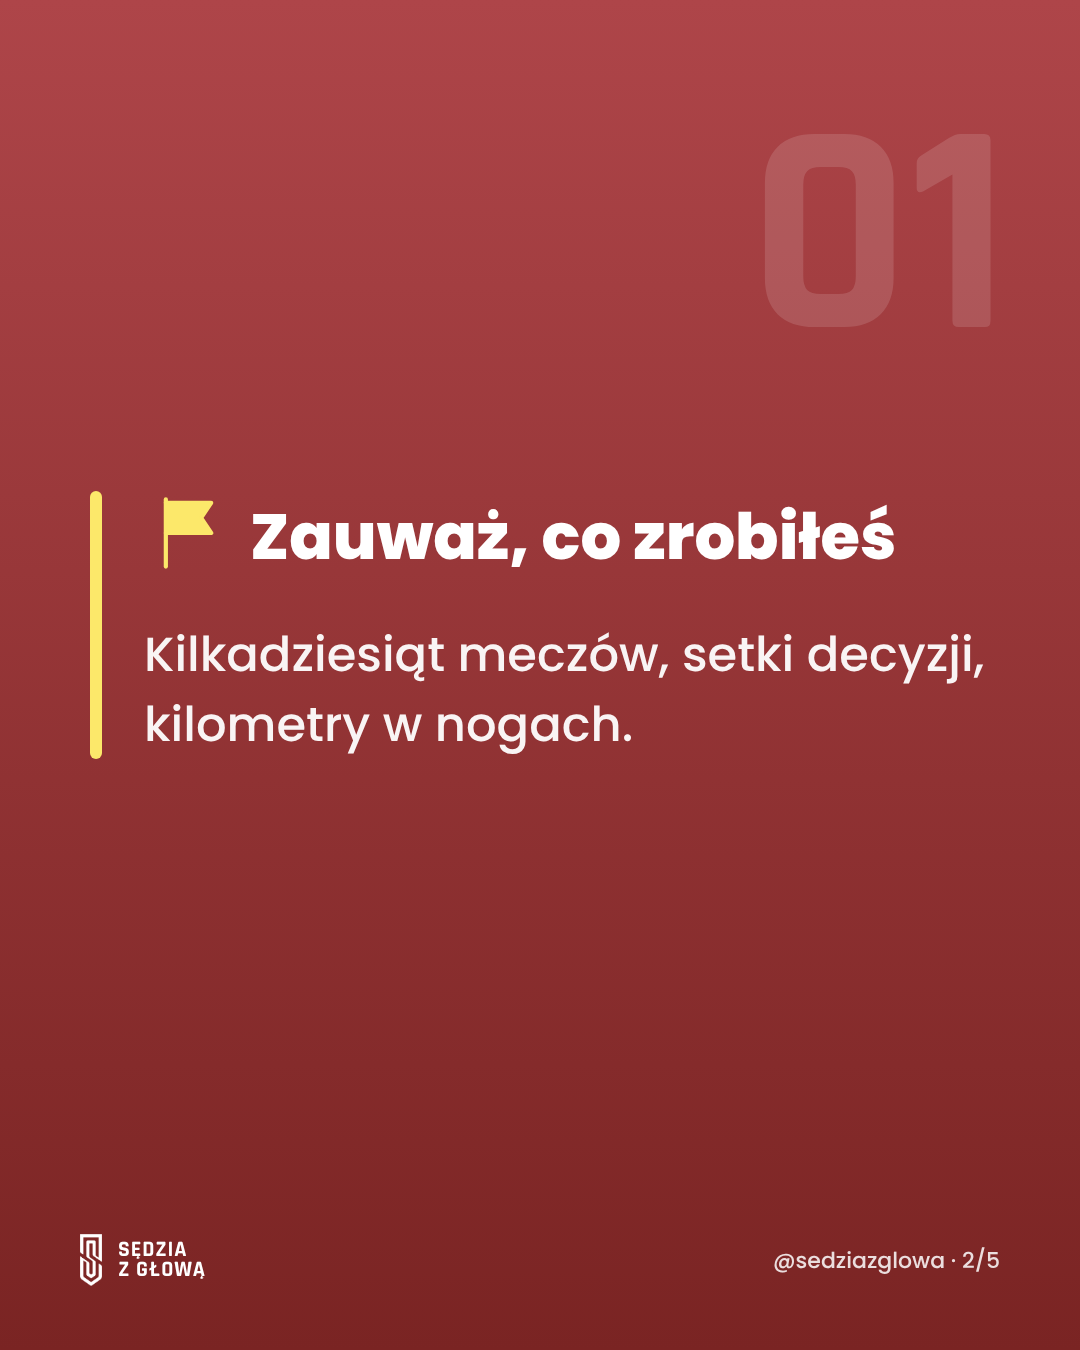 01
Zauważ, co zrobiłeś
Kilkadziesiąt meczów, setki decyzji,
kilometry w nogach.
SĘDZIA
Z GŁOWĄ
@sedziazglowa · 2/5